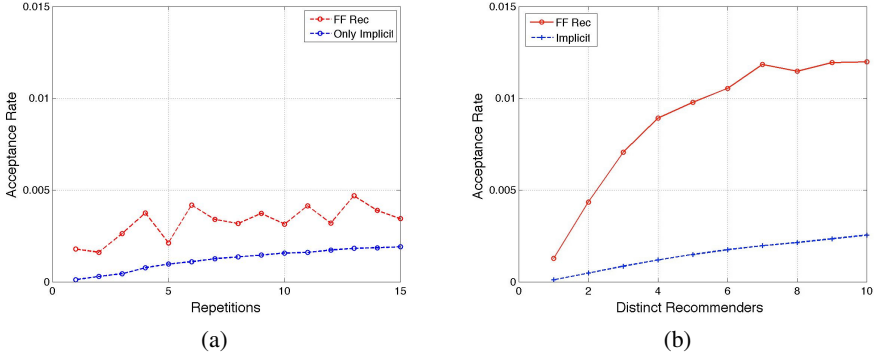 0.015
0.01
0.005
0
0
5
10
15
Acceptance Rate
Repetitions
FF Rec
Only Implicit
(a)
0.015
0.01
0.005
0
0
2
4
6
8
10
Acceptance Rate
Distinct Recommenders
FF Rec
Implicit
(b)